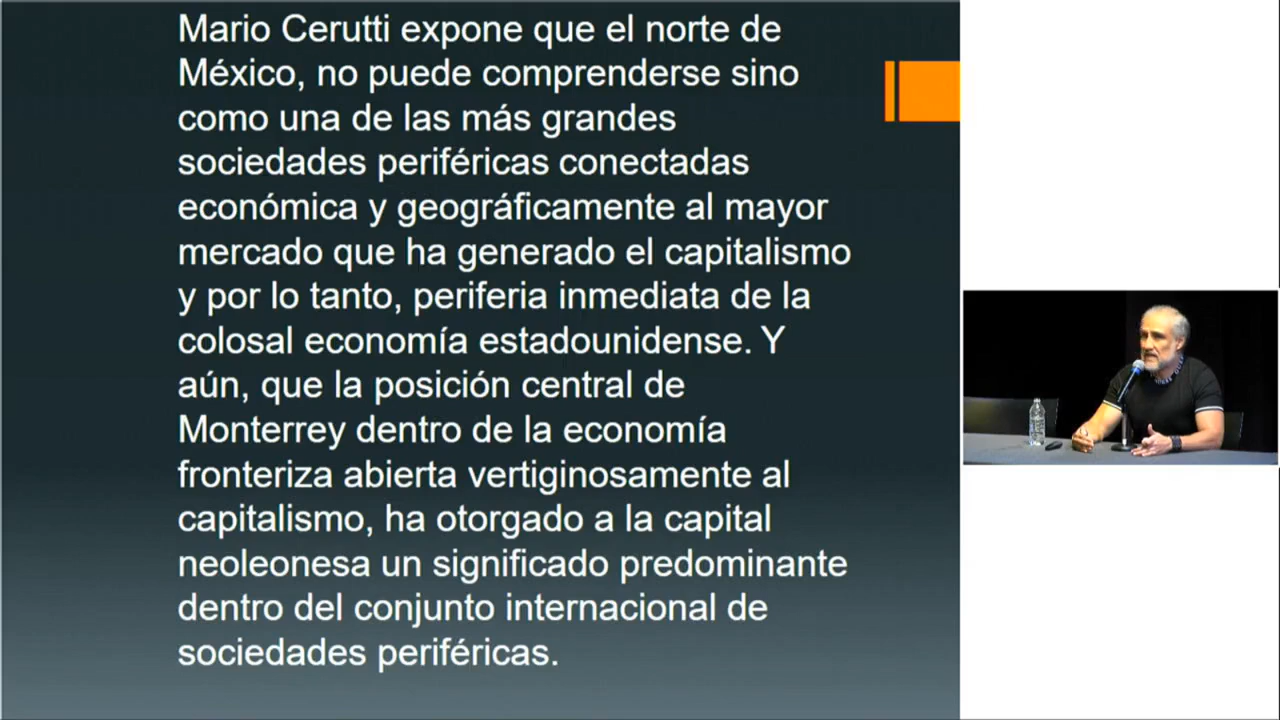 Mario Cerutti expone que el norte de
México, no puede comprenderse sino
como una de las más grandes
sociedades periféricas conectadas
económica y geográficamente al mayor
mercado que ha generado el capitalismo
y por lo tanto, periferia inmediata de la
colosal economía estadounidense. Y
aún, que la posición central de
Monterrey dentro de la economía
fronteriza abierta vertiginosamente al
capitalismo, ha otorgado a la capital
neoleonesa un significado predominante
dentro del conjunto internacional de
sociedades periféricas.